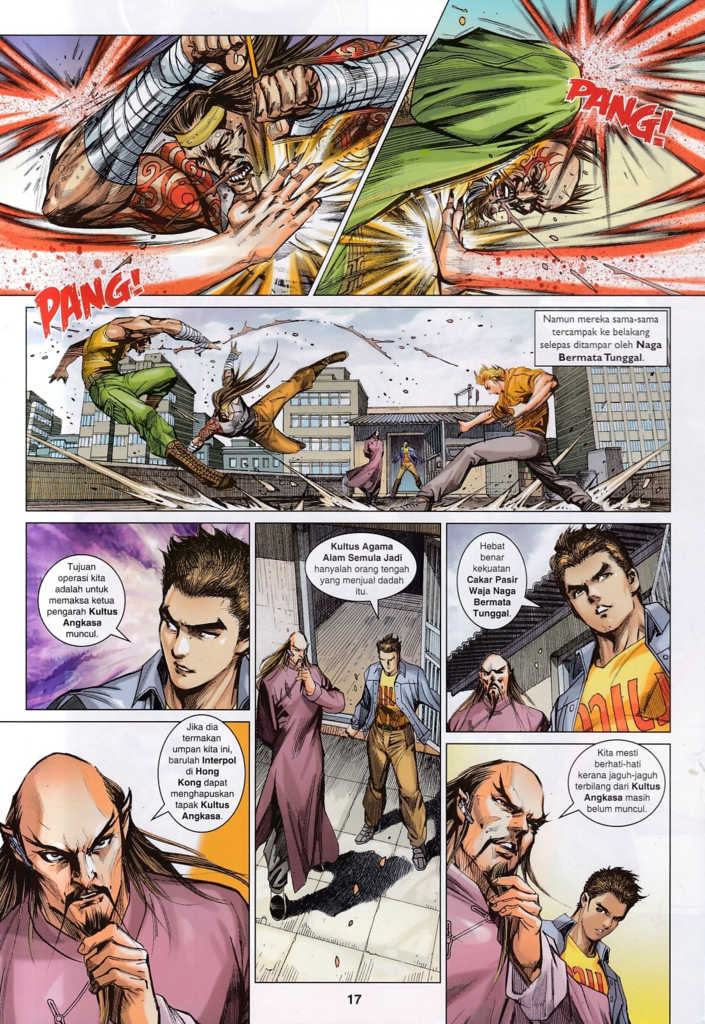 PANG!
PANG!
Namun mereka sama-sama
tercampak ke belakang
selepas ditampar oleh Naga
Bermata Tunggal.
Hebat
benar
kekuatan
Cakar Pasir
Waja Naga
Bermata
Tunggal.
Kita mesti
berhati-hati
kerana jaguh-jaguh
terbilang dari Kultus
Angkasa masih
belum muncul.
Kultus Agama
Alam Semula Jadi
hanyalah orang tengah
yang menjual dadah
itu.
Tujuan
operasi kita
adalah untuk
memaksa ketua
pengarah Kultus
Angkasa
muncul.
Jika dia
termakan
umpan kita ini,
barulah Interpol
di Hong
Kong dapat
menghapuskan
tapak Kultus
Angkasa.
17